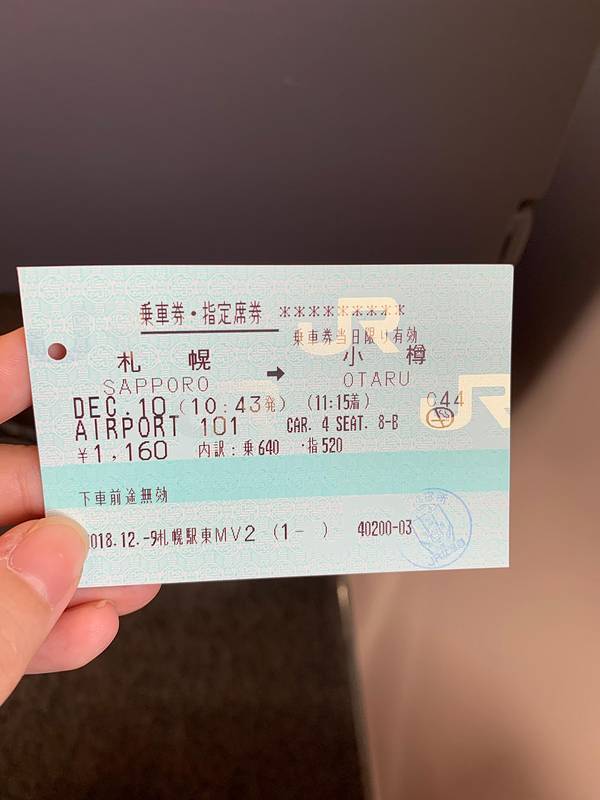 乗車券・指定席券 *********
乗車券当日限り有効
札幌 ➡ 小樽
SAPPORO OTARU
DEC.10 (10:43発) (11:15着) C44
AIRPORT 101 CAR. 4 SEAT. 8-B
¥1,160 内訳:乗640 ・指520
下車前途無効
2018.12.-9札幌駅東MV2 (1- ) 40200-03
JR JR